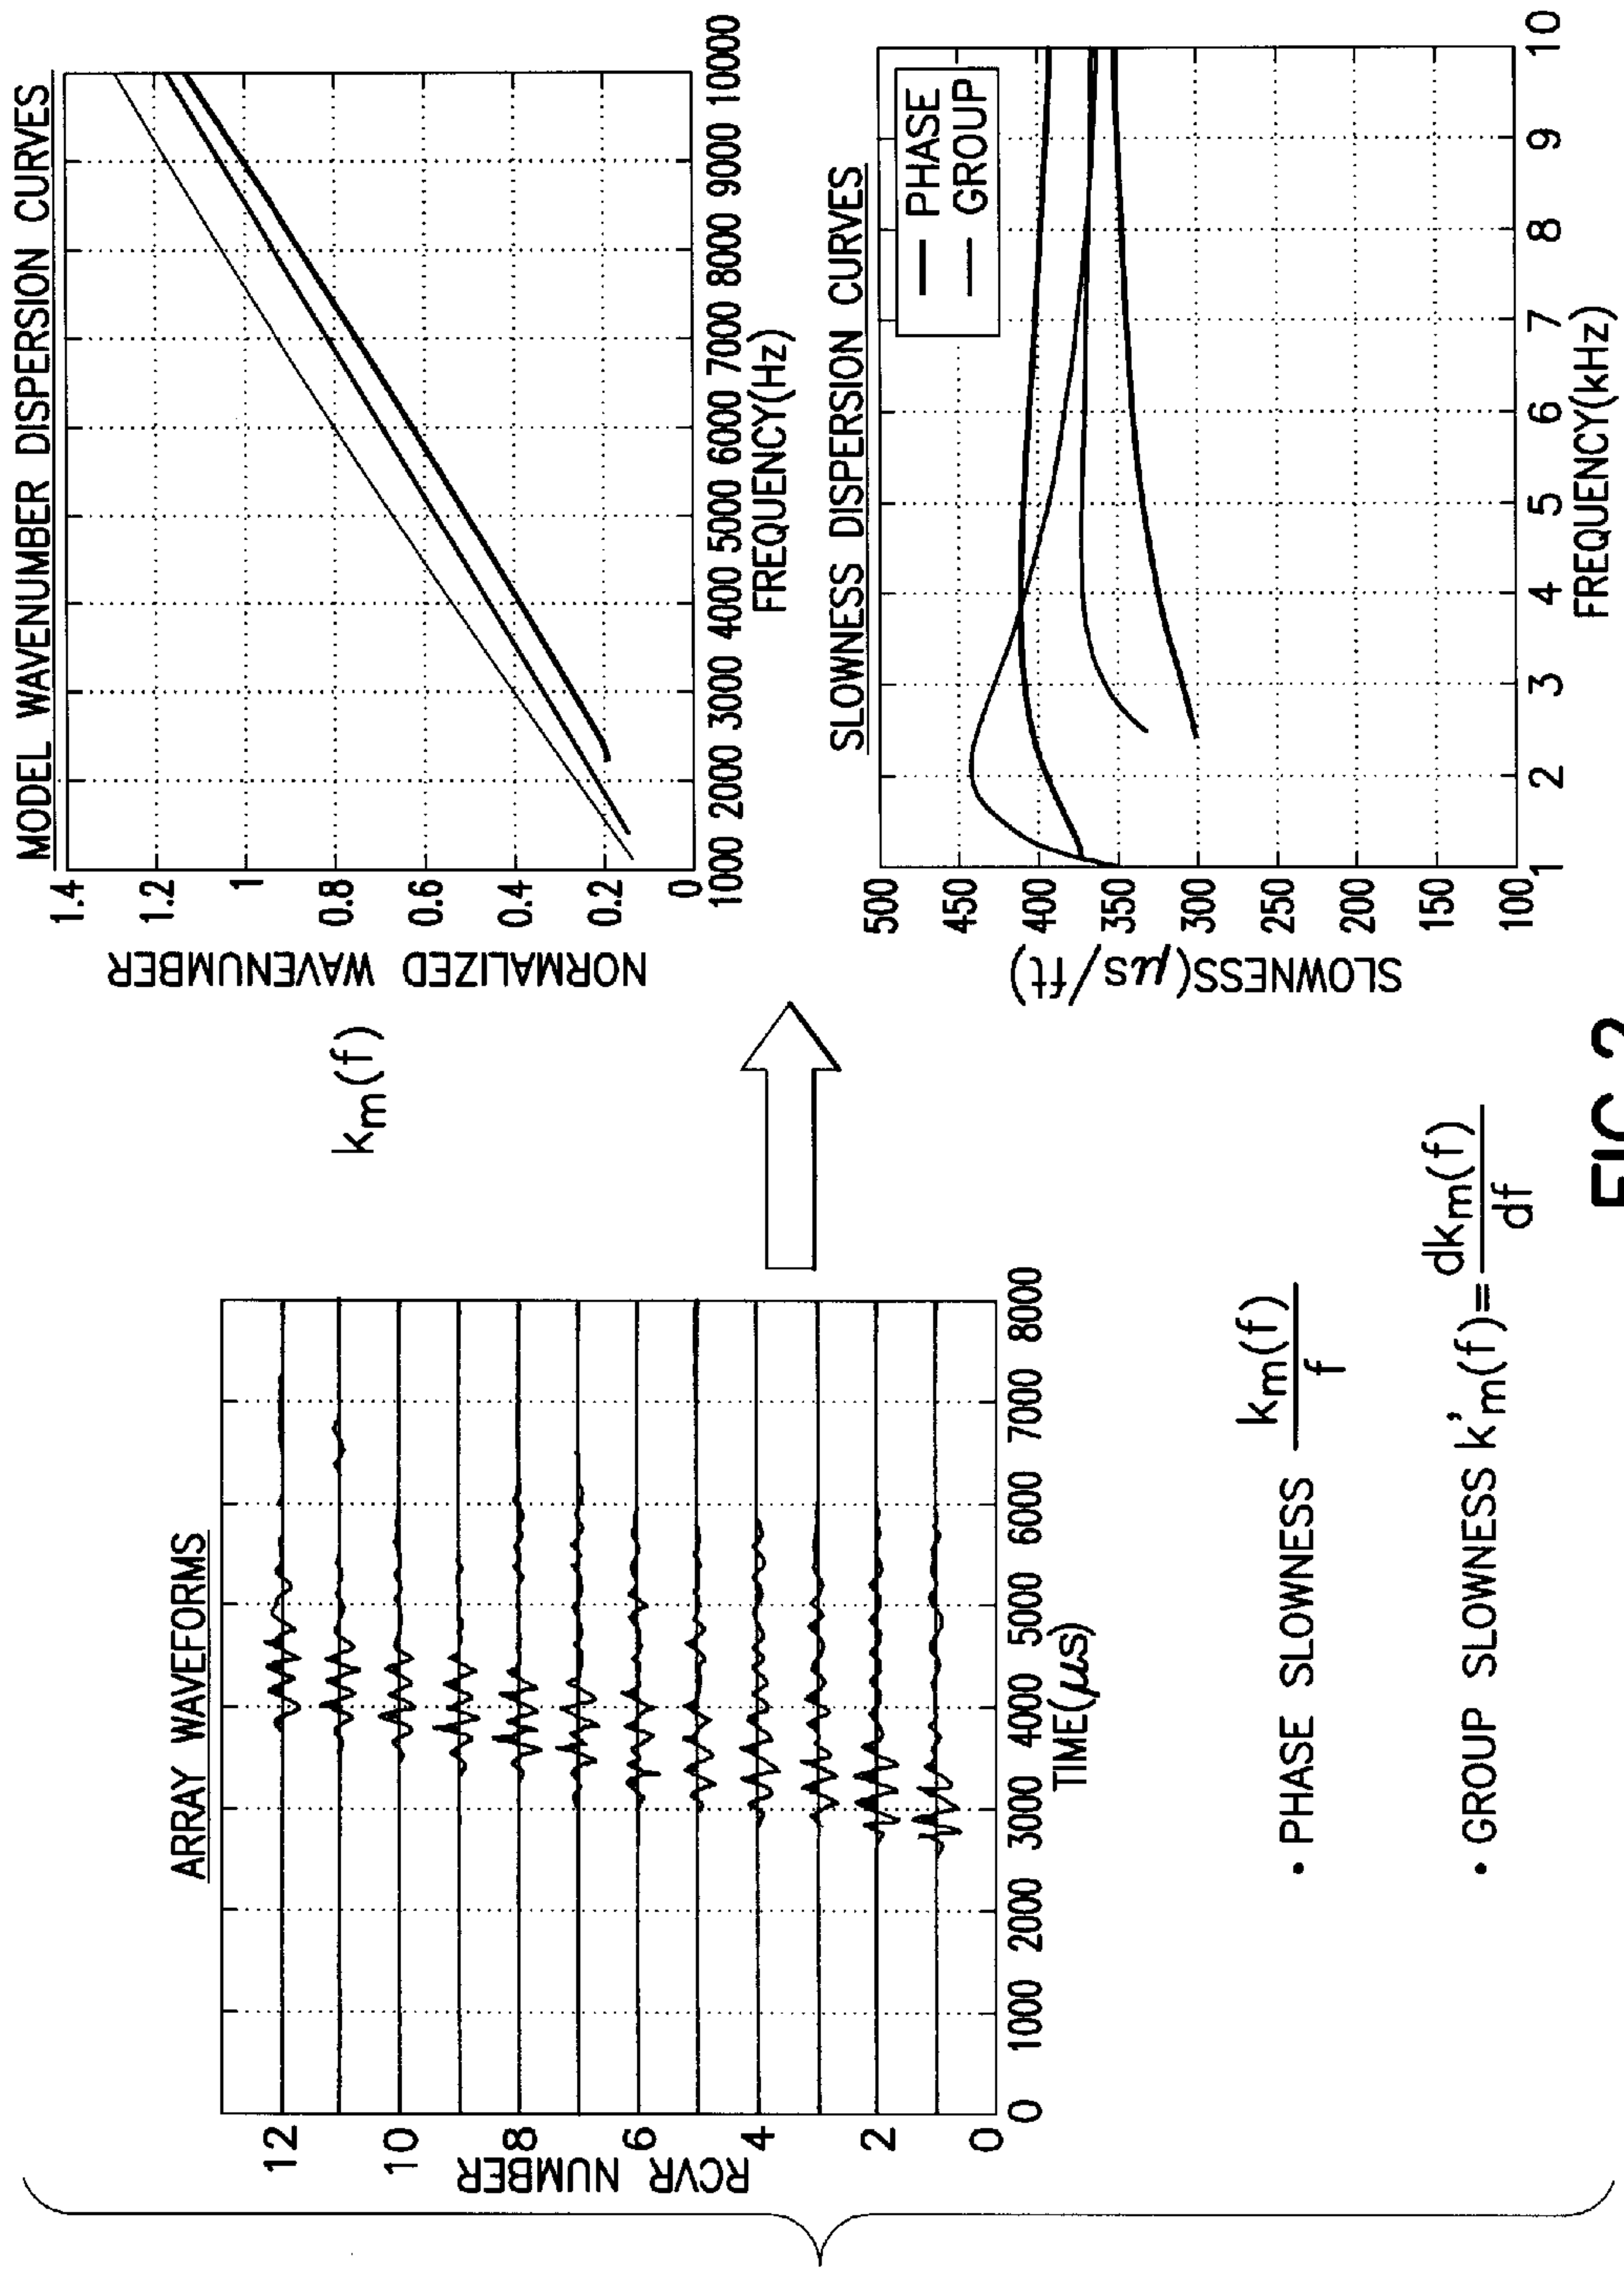 ARRAY WAVEFORMS
RCVR NUMBER
12
10
8
6
4
2
0
0 1000 2000 3000 4000 5000 6000 7000 8000
TIME(μs)
• PHASE SLOWNESS km(f)
f
• GROUP SLOWNESS k'm(f)= dkm(f)
df
km(f)
MODEL WAVENUMBER DISPERSION CURVES
NORMALIZED WAVENUMBER
1.4
1.2
1
0.8
0.6
0.4
0.2
0
1000 2000 3000 4000 5000 6000 7000 8000 9000 10000
FREQUENCY(Hz)
SLOWNESS DISPERSION CURVES
PHASE
GROUP
SLOWNESS(μs/ft)
500
450
400
350
300
250
200
150
100
1 2 3 4 5 6 7 8 9 10
FREQUENCY(kHz)